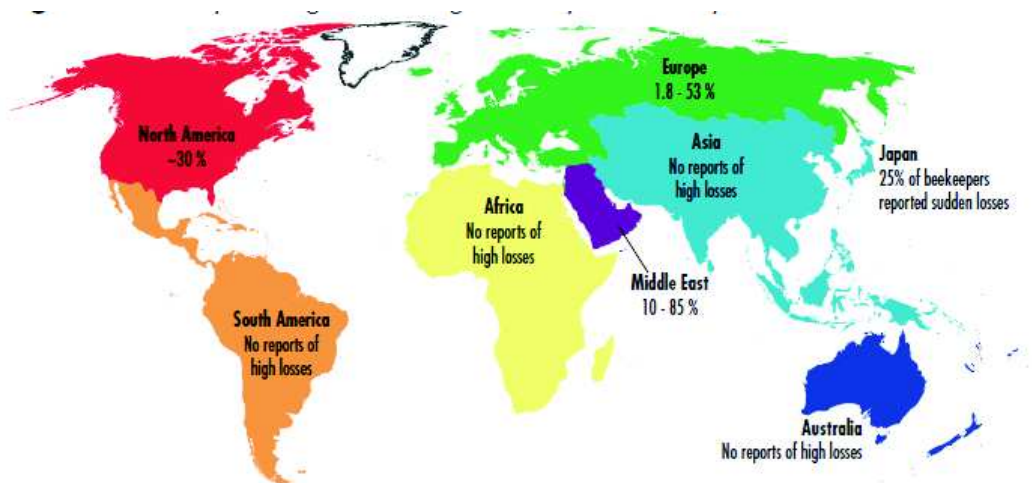 North America
~30 %
Europe
1.8 - 53 %
Asia
No reports of
high losses
Japan
25% of beekeepers
reported sudden losses
Africa
No reports of
high losses
Middle East
10 - 85 %
South America
No reports of
high losses
Australia
No reports of high losses